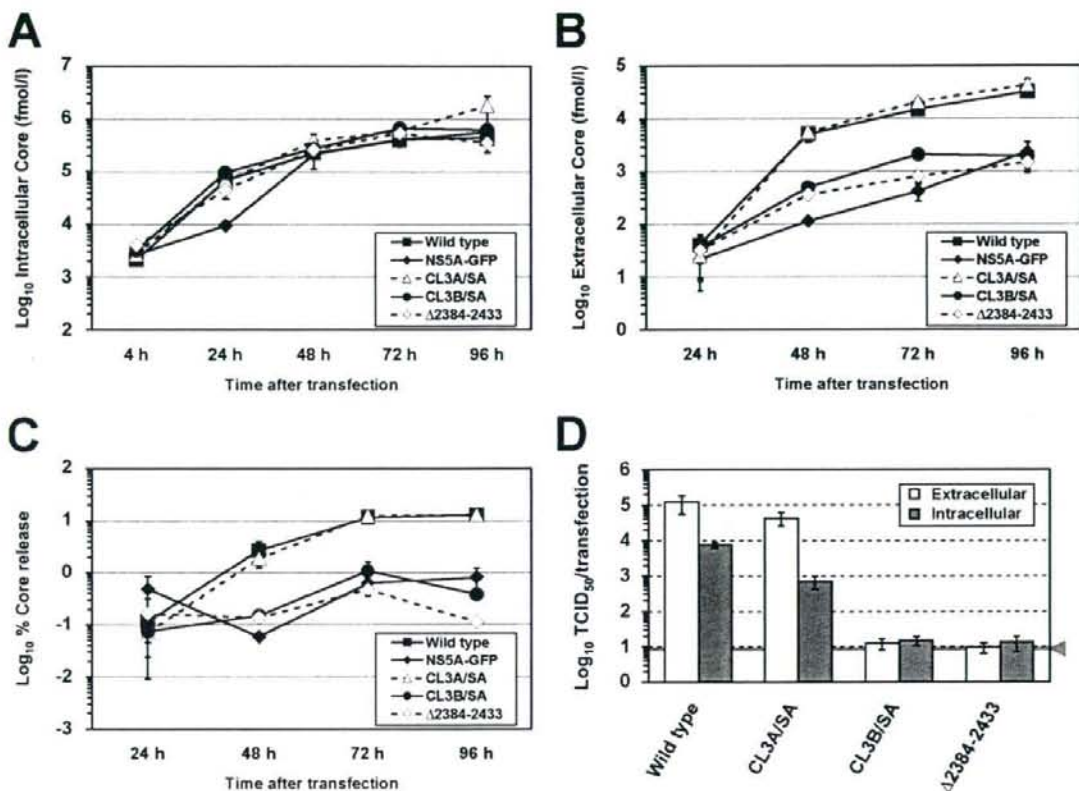 A
Log10 Intracellular Core (fmol/l)
7
6
5
4
3
2
Wild type
NS5A-GFP
CL3A/SA
CL3B/SA
Δ2384-2433
4 h 24 h 48 h 72 h 96 h
Time after transfection
B
Log10 Extracellular Core (fmol/l)
5
4
3
2
1
0
Wild type
NS5A-GFP
CL3A/SA
CL3B/SA
Δ2384-2433
24 h 48 h 72 h 96 h
Time after transfection
C
Log10 % Core release
2
1
0
-1
-2
-3
Wild type
NS5A-GFP
CL3A/SA
CL3B/SA
Δ2384-2433
24 h 48 h 72 h 96 h
Time after transfection
D
Log10 TCID50/transfection
6
5
4
3
2
1
0
Extracellular
Intracellular
Wild type
CL3A/SA
CL3B/SA
Δ2384-2433